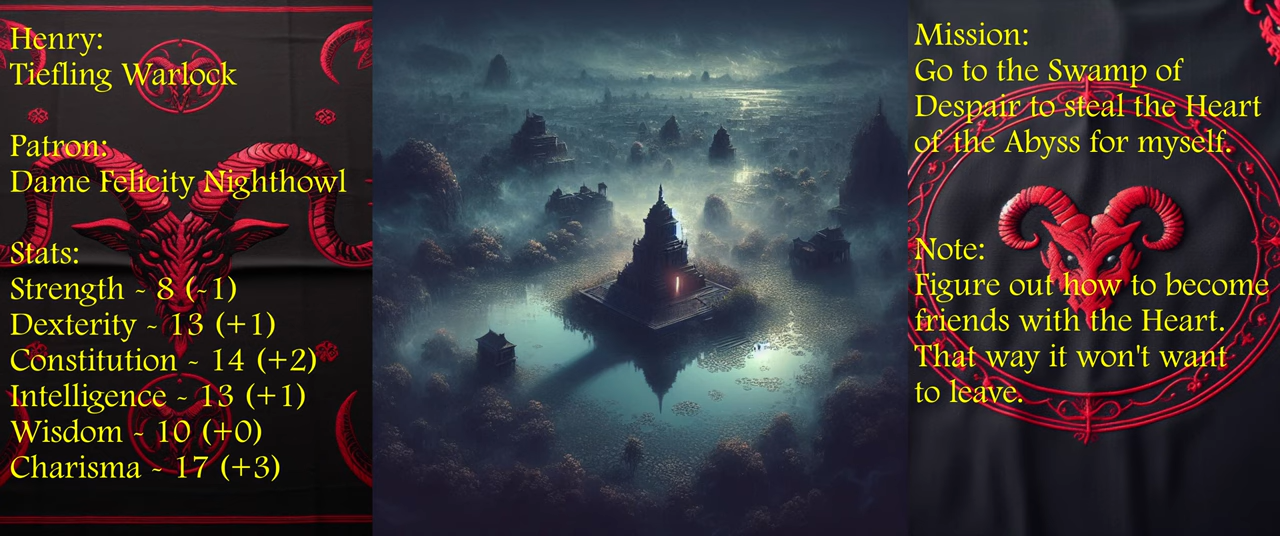 Henry:
Tiefling Warlock
Patron:
Dame Felicity Nighthowl
Stats:
Strength ~ 8 (~1)
Dexterity ~ 13 (+1)
Constitution ~ 14 (+2)
Intelligence ~ 13 (+1)
Wisdom ~ 10 (+0)
Charisma ~ 17 (+3)
Mission:
Go to the Swamp of
Despair to steal the Heart
of the Abyss for myself.
Note:
Figure out how to become
friends with the Heart.
That way it won't want
to leave.